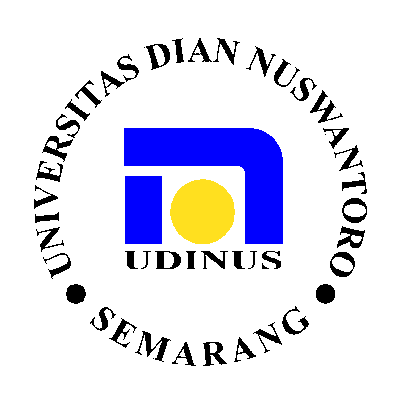 UNIVERSITAS DIAN NUSWANTORO
UDINUS
SEMARANG